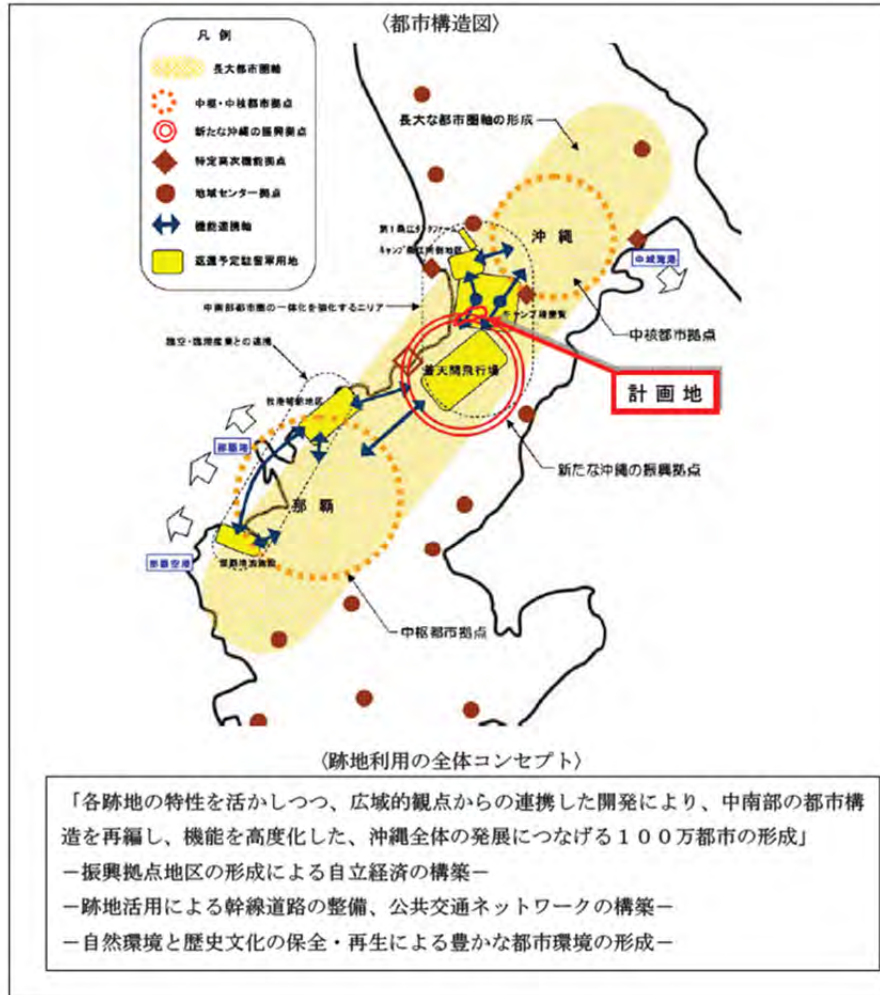 〈都市構造図〉
凡 例
長大都市圏軸
中枢・中核都市拠点
新たな沖縄の振興拠点
特定高次機能拠点
地域センター拠点
機能連携軸
返還予定駐留軍用地
長大な都市圏軸の形成
沖 縄
中城湾港
中南部都市圏の一体化を強化するエリア
中核都市拠点
臨空・臨港産業との連携
普天間飛行場
計画地
牧港補給地区
那覇港
新たな沖縄の振興拠点
那 覇
那覇空港
那覇港湾施設
中枢都市拠点
〈跡地利用の全体コンセプト〉
「各跡地の特性を活かしつつ、広域的観点からの連携した開発により、中南部の都市構
造を再編し、機能を高度化した、沖縄全体の発展につなげる１００万都市の形成」
－振興拠点地区の形成による自立経済の構築－
－跡地活用による幹線道路の整備、公共交通ネットワークの構築－
－自然環境と歴史文化の保全・再生による豊かな都市環境の形成－